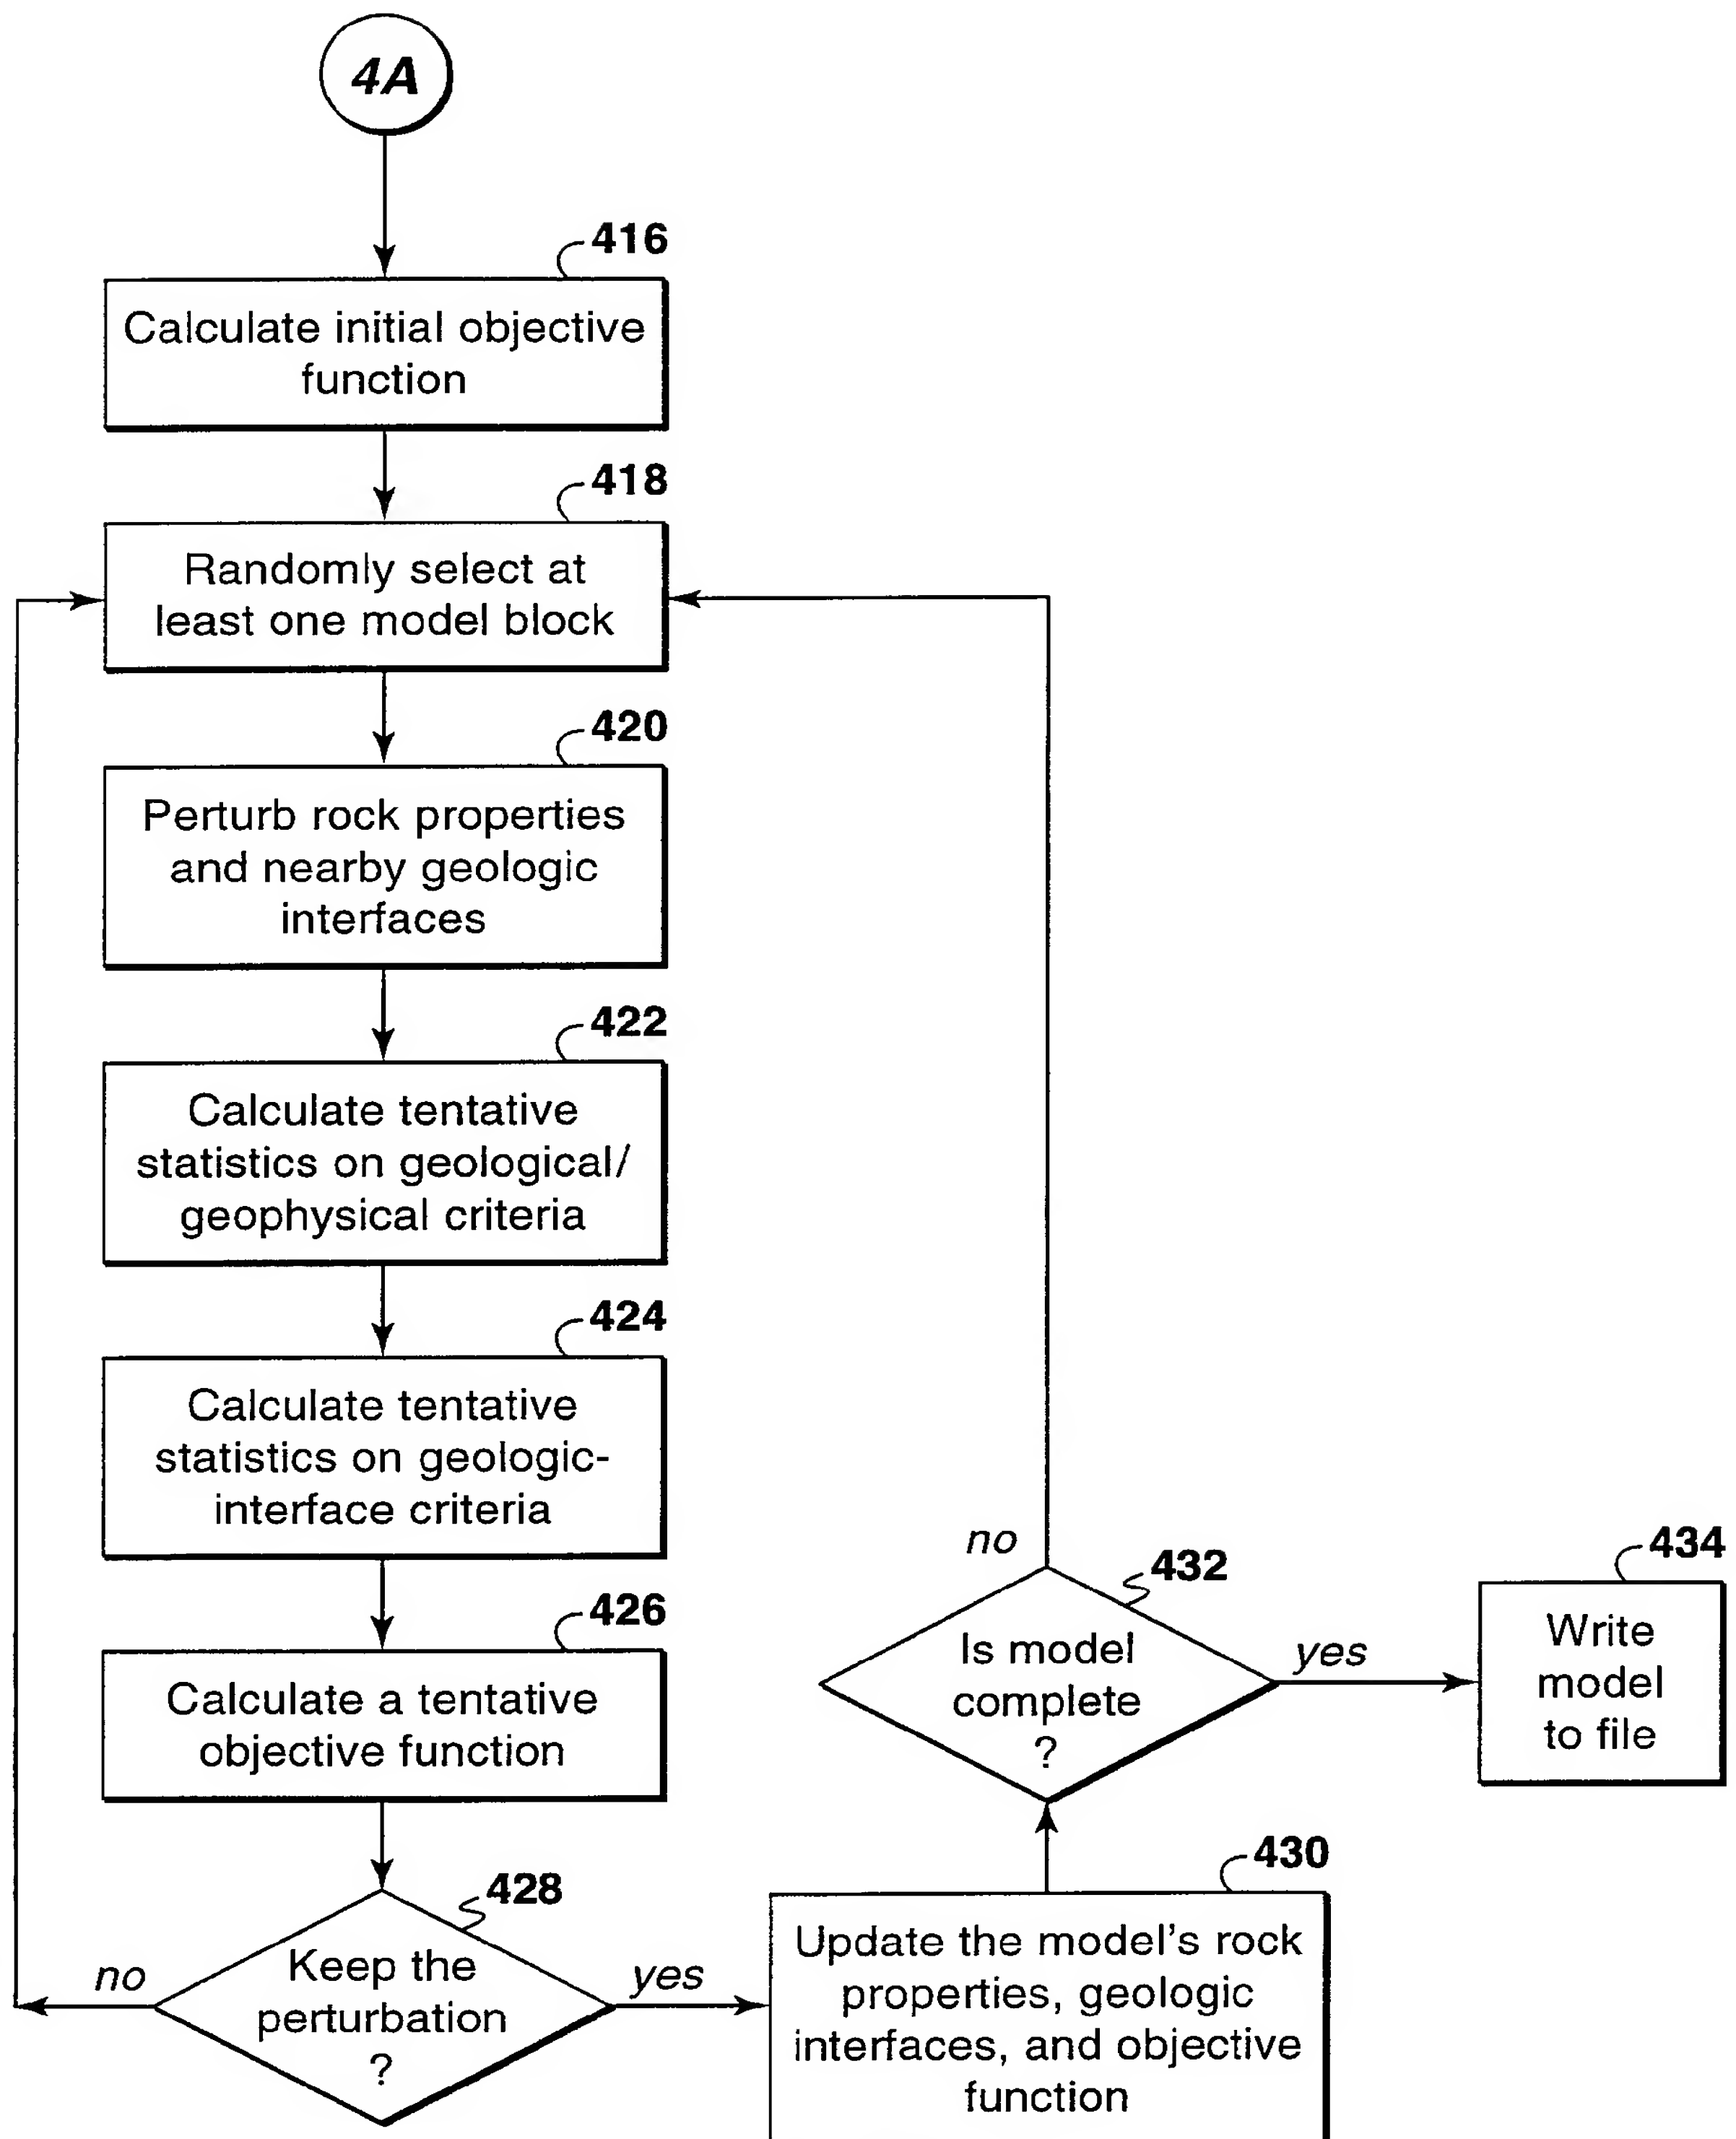 4A
416
Calculate initial objective
function
418
Randomly select at
least one model block
420
Perturb rock properties
and nearby geologic
interfaces
422
Calculate tentative
statistics on geological/
geophysical criteria
424
Calculate tentative
statistics on geologic-
interface criteria
426
Calculate a tentative
objective function
428
Keep the
perturbation
?
no
yes
430
Update the model's rock
properties, geologic
interfaces, and objective
function
432
Is model
complete
?
no
yes
434
Write
model
to file